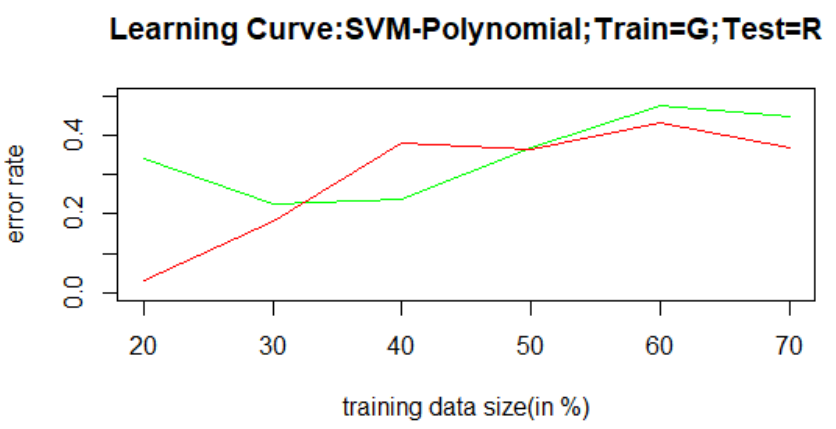 Learning Curve:SVM-Polynomial;Train=G;Test=R
error rate
0.4
0.2
0.0
20 30 40 50 60 70
training data size(in %)